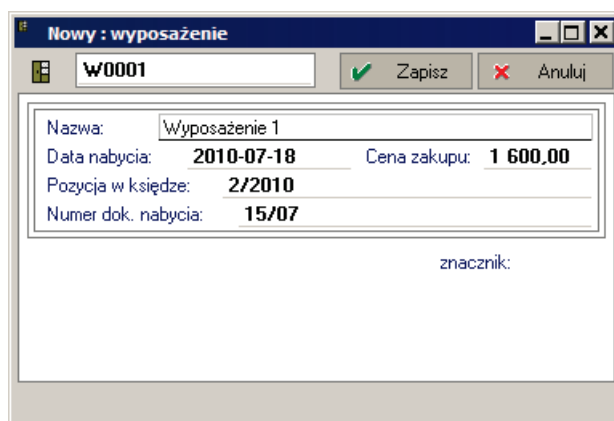 Nowy : wyposażenie
W0001 Zapisz Anuluj
Nazwa: Wyposażenie 1
Data nabycia: 2010-07-18 Cena zakupu: 1 600,00
Pozycja w księdze: 2/2010
Numer dok. nabycia: 15/07
znacznik: